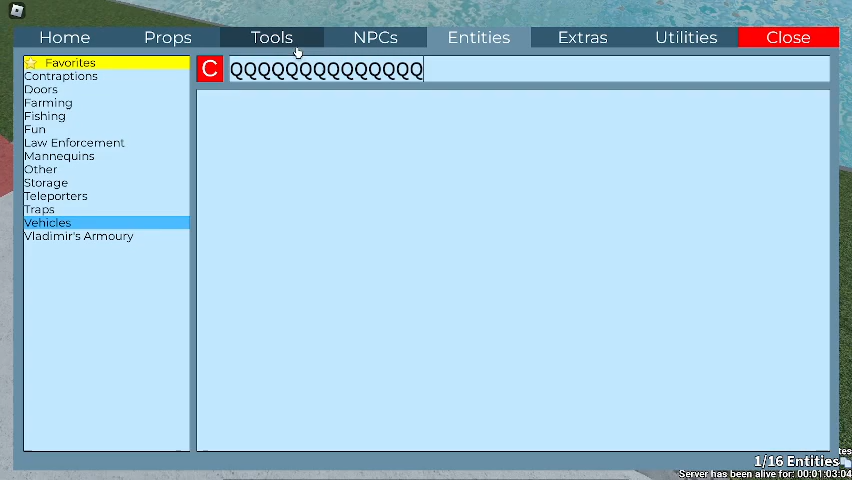 Home Props Tools NPCs Entities Extras Utilities Close
Favorites
C QQQQQQQQQQQQQQ
Contraptions
Doors
Farming
Fishing
Fun
Law Enforcement
Mannequins
Other
Storage
Teleporters
Traps
Vehicles
Vladimir's Armoury
tes
1/16 Entities
Server has been alive for: 00:01:03:04